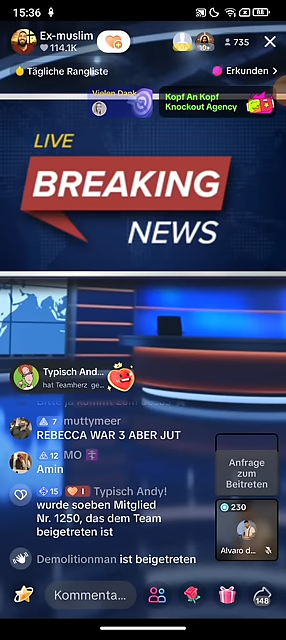 15:36
88
Ex-muslim
114.1K
10+
735
Tägliche Rangliste
Erkunden
Vielen Dank
Kopf An Kopf
Knockout Agency
LIVE
BREAKING
NEWS
Typisch And...
hat Teamherz ge...
7 muttymeer
REBECCA WAR 3 ABER JUT
12 MO
Amin
15 I Typisch Andy!
wurde soeben Mitglied
Nr. 1250, das dem Team
beigetreten ist
Demolitionman ist beigetreten
Anfrage
zum
Beitreten
230
Alvaro d...
Kommenta...
148